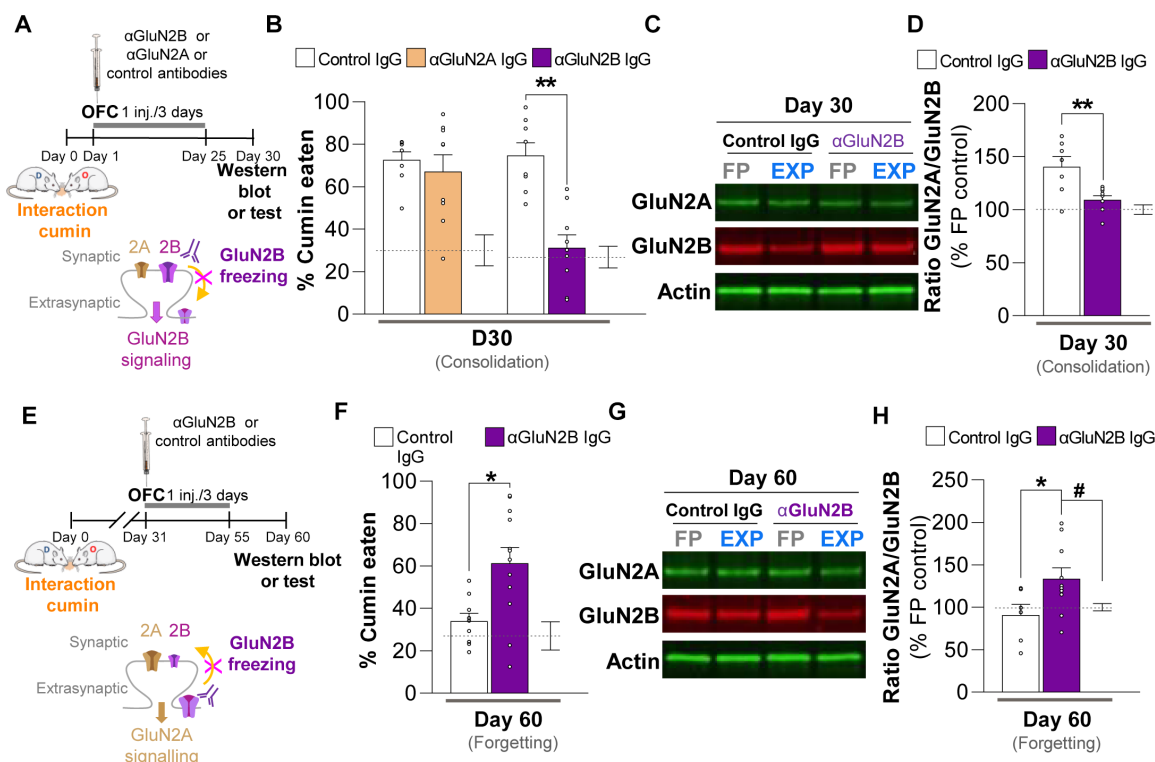 A
αGluN2B or
αGluN2A or
control antibodies
OFC 1 inj./3 days
Day 0 Day 1 Day 25 Day 30
Western
blot
or test
D O
Interaction
cumin
2A 2B
Synaptic
GluN2B
freezing
Extrasynaptic
GluN2B
signaling
B
Control IgG αGluN2A IgG αGluN2B IgG
**
% Cumin eaten
100
80
60
40
20
0
D30
(Consolidation)
C
Day 30
Control IgG αGluN2B
FP EXP FP EXP
GluN2A
GluN2B
Actin
D
Control IgG αGluN2B IgG
**
Ratio GluN2A/GluN2B
(% FP control)
200
150
100
50
0
Day 30
(Consolidation)
E
αGluN2B or
control antibodies
OFC 1 inj./3 days
Day 0 Day 31 Day 55 Day 60
Western blot
or test
D O
Interaction
cumin
2A 2B
Synaptic
GluN2B
freezing
Extrasynaptic
GluN2A
signalling
F
Control
IgG
αGluN2B IgG
*
% Cumin eaten
100
80
60
40
20
0
Day 60
(Forgetting)
G
Day 60
Control IgG αGluN2B
FP EXP FP EXP
GluN2A
GluN2B
Actin
H
Control IgG αGluN2B IgG
* #
Ratio GluN2A/GluN2B
(% FP control)
250
200
150
100
50
0
Day 60
(Forgetting)